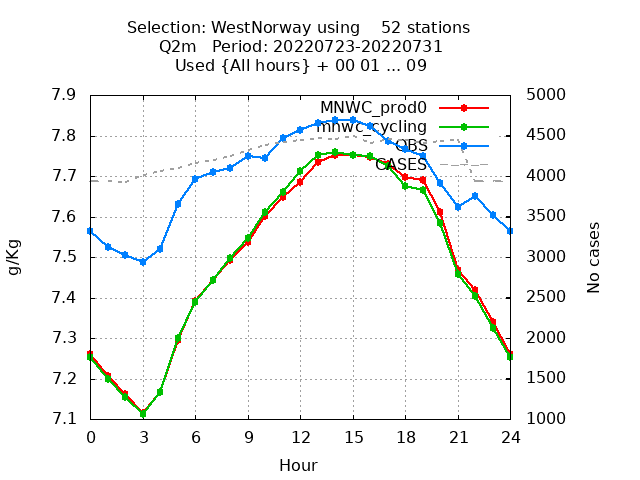 Selection: WestNorway using    52 stations
Q2m   Period: 20220723-20220731
Used {All hours} + 00 01 ... 09
MNWC_prod0
mnwc_cycling
OBS
CASES
g/Kg
7.9
7.8
7.7
7.6
7.5
7.4
7.3
7.2
7.1
5000
4500
4000
3500
3000
2500
2000
1500
1000
No cases
0 3 6 9 12 15 18 21 24
Hour